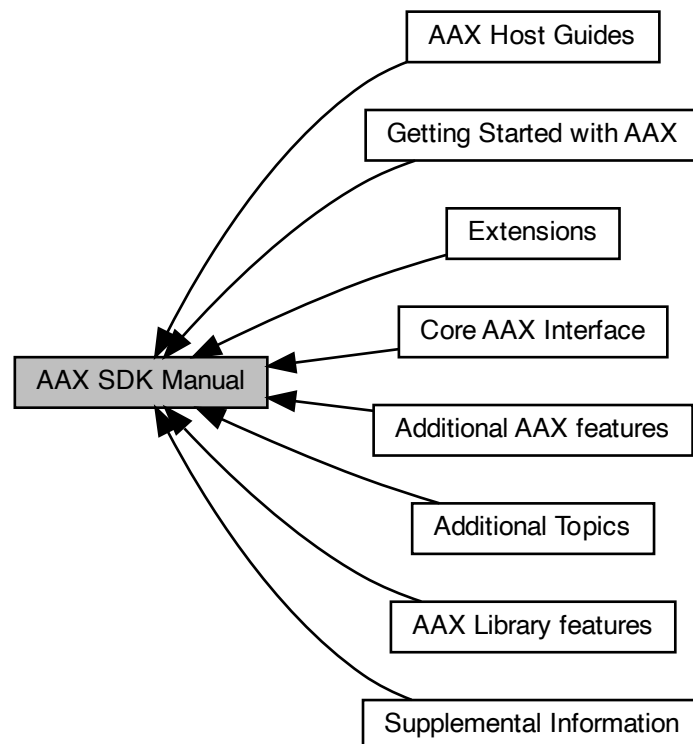 AAX Host Guides
Getting Started with AAX
Extensions
Core AAX Interface
AAX SDK Manual
Additional AAX features
Additional Topics
AAX Library features
Supplemental Information